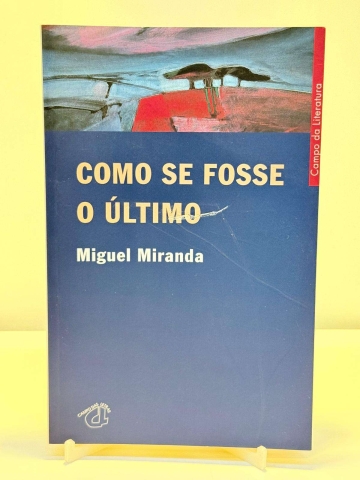 Campo da Literatura
COMO SE FOSSE
O ÚLTIMO
Miguel Miranda